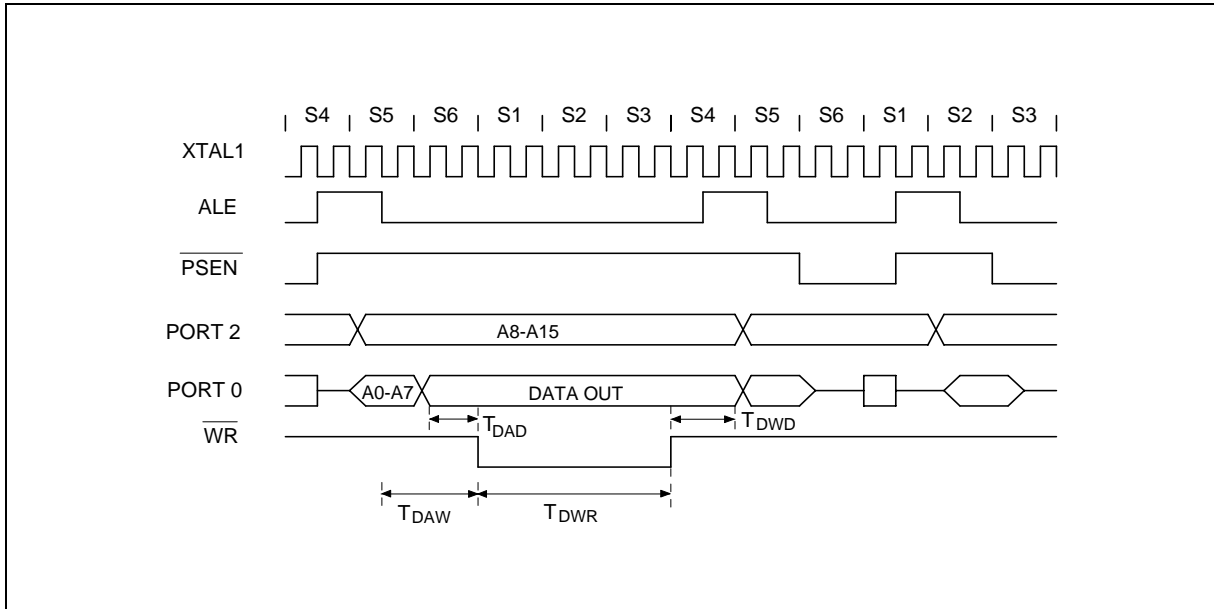 S4 S5 S6 S1 S2 S3 S4 S5 S6 S1 S2 S3
XTAL1
ALE
PSEN
PORT 2 A8-A15
PORT 0 A0-A7 DATA OUT
WR TDAD TDWD
TDAW TDWR